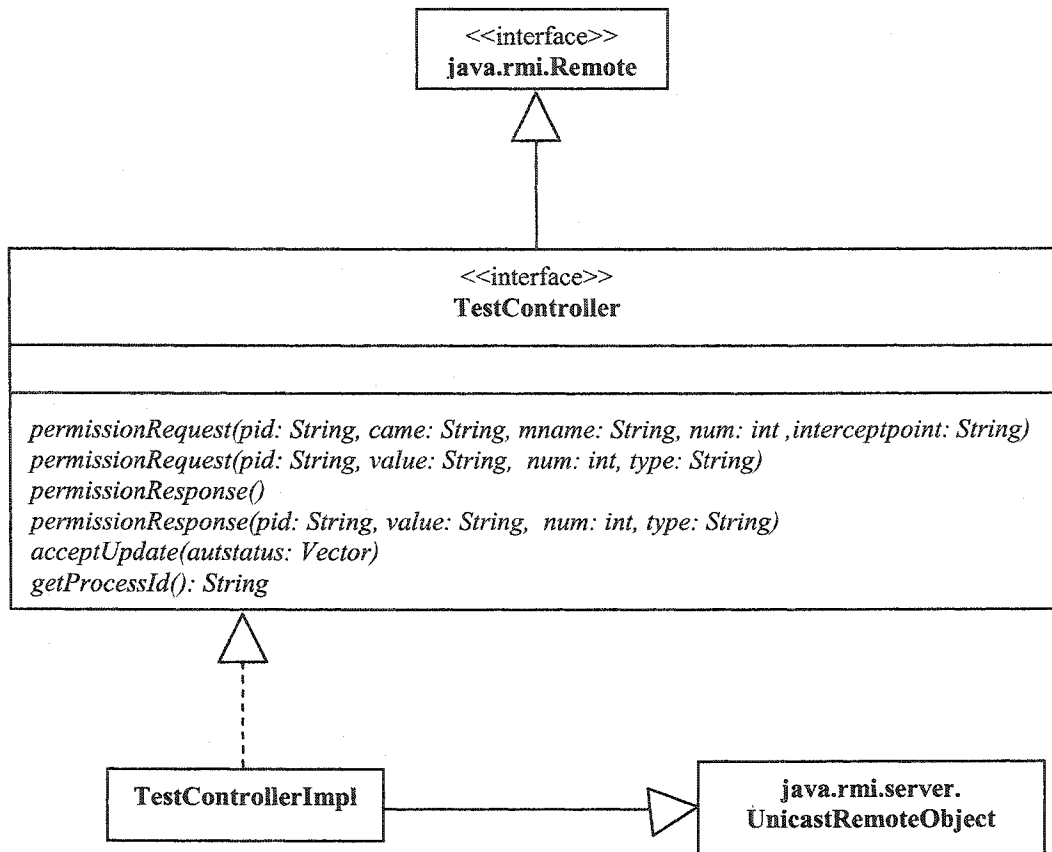 <<interface>>
java.rmi.Remote
<<interface>>
TestController
permissionRequest(pid: String, came: String, mname: String, num: int ,interceptpoint: String)
permissionRequest(pid: String, value: String, num: int, type: String)
permissionResponse()
permissionResponse(pid: String, value: String, num: int, type: String)
acceptUpdate(autstatus: Vector)
getProcessId(): String
TestControllerImpl
java.rmi.server.
UnicastRemoteObject